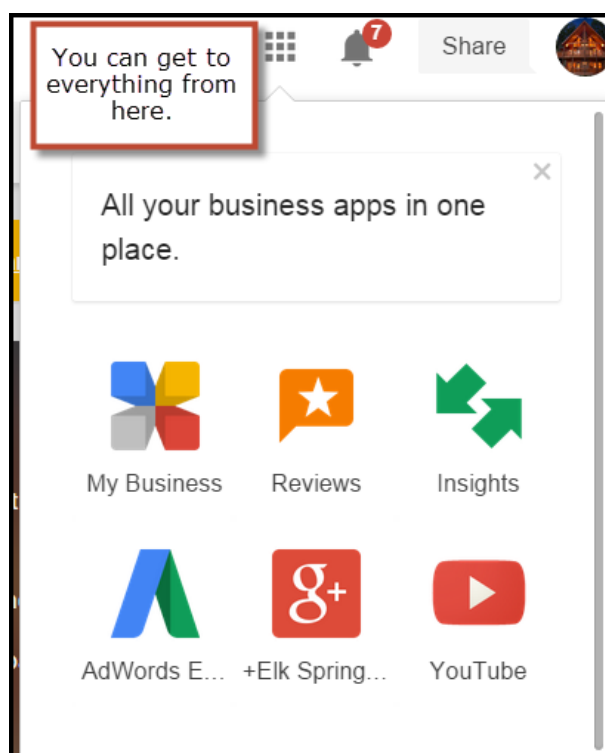 You can get to
everything from
here.
7
Share
All your business apps in one
place.
My Business
Reviews
Insights
AdWords E...
g+
+Elk Spring...
YouTube